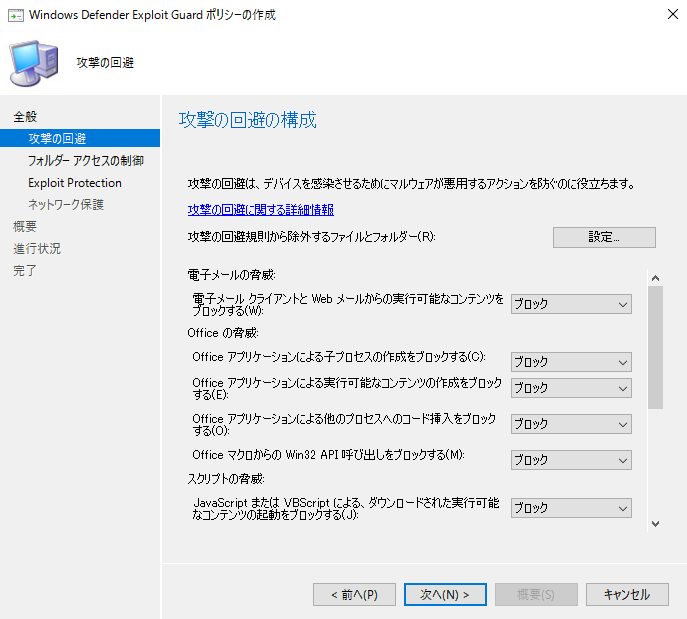 Windows Defender Exploit Guard ポリシーの作成
攻撃の回避
全般
攻撃の回避
フォルダー アクセスの制御
Exploit Protection
ネットワーク保護
概要
進行状況
完了
攻撃の回避の構成
攻撃の回避は、デバイスを感染させるためにマルウェアが悪用するアクションを防ぐのに役立ちます。
攻撃の回避に関する詳細情報
攻撃の回避規則から除外するファイルとフォルダー(R):
設定...
電子メールの脅威:
電子メール クライアントと Web メールからの実行可能なコンテンツを
ブロックする(W):
ブロック
Office の脅威:
Office アプリケーションによる子プロセスの作成をブロックする(C):
ブロック
Office アプリケーションによる実行可能なコンテンツの作成をブロック
する(E):
ブロック
Office アプリケーションによる他のプロセスへのコード挿入をブロック
する(O):
ブロック
Office マクロからの Win32 API 呼び出しをブロックする(M):
ブロック
スクリプトの脅威:
JavaScript または VBScript による、ダウンロードされた実行可能
なコンテンツの起動をブロックする(J):
ブロック
< 前へ(P)
次へ(N) >
概要(S)
キャンセル